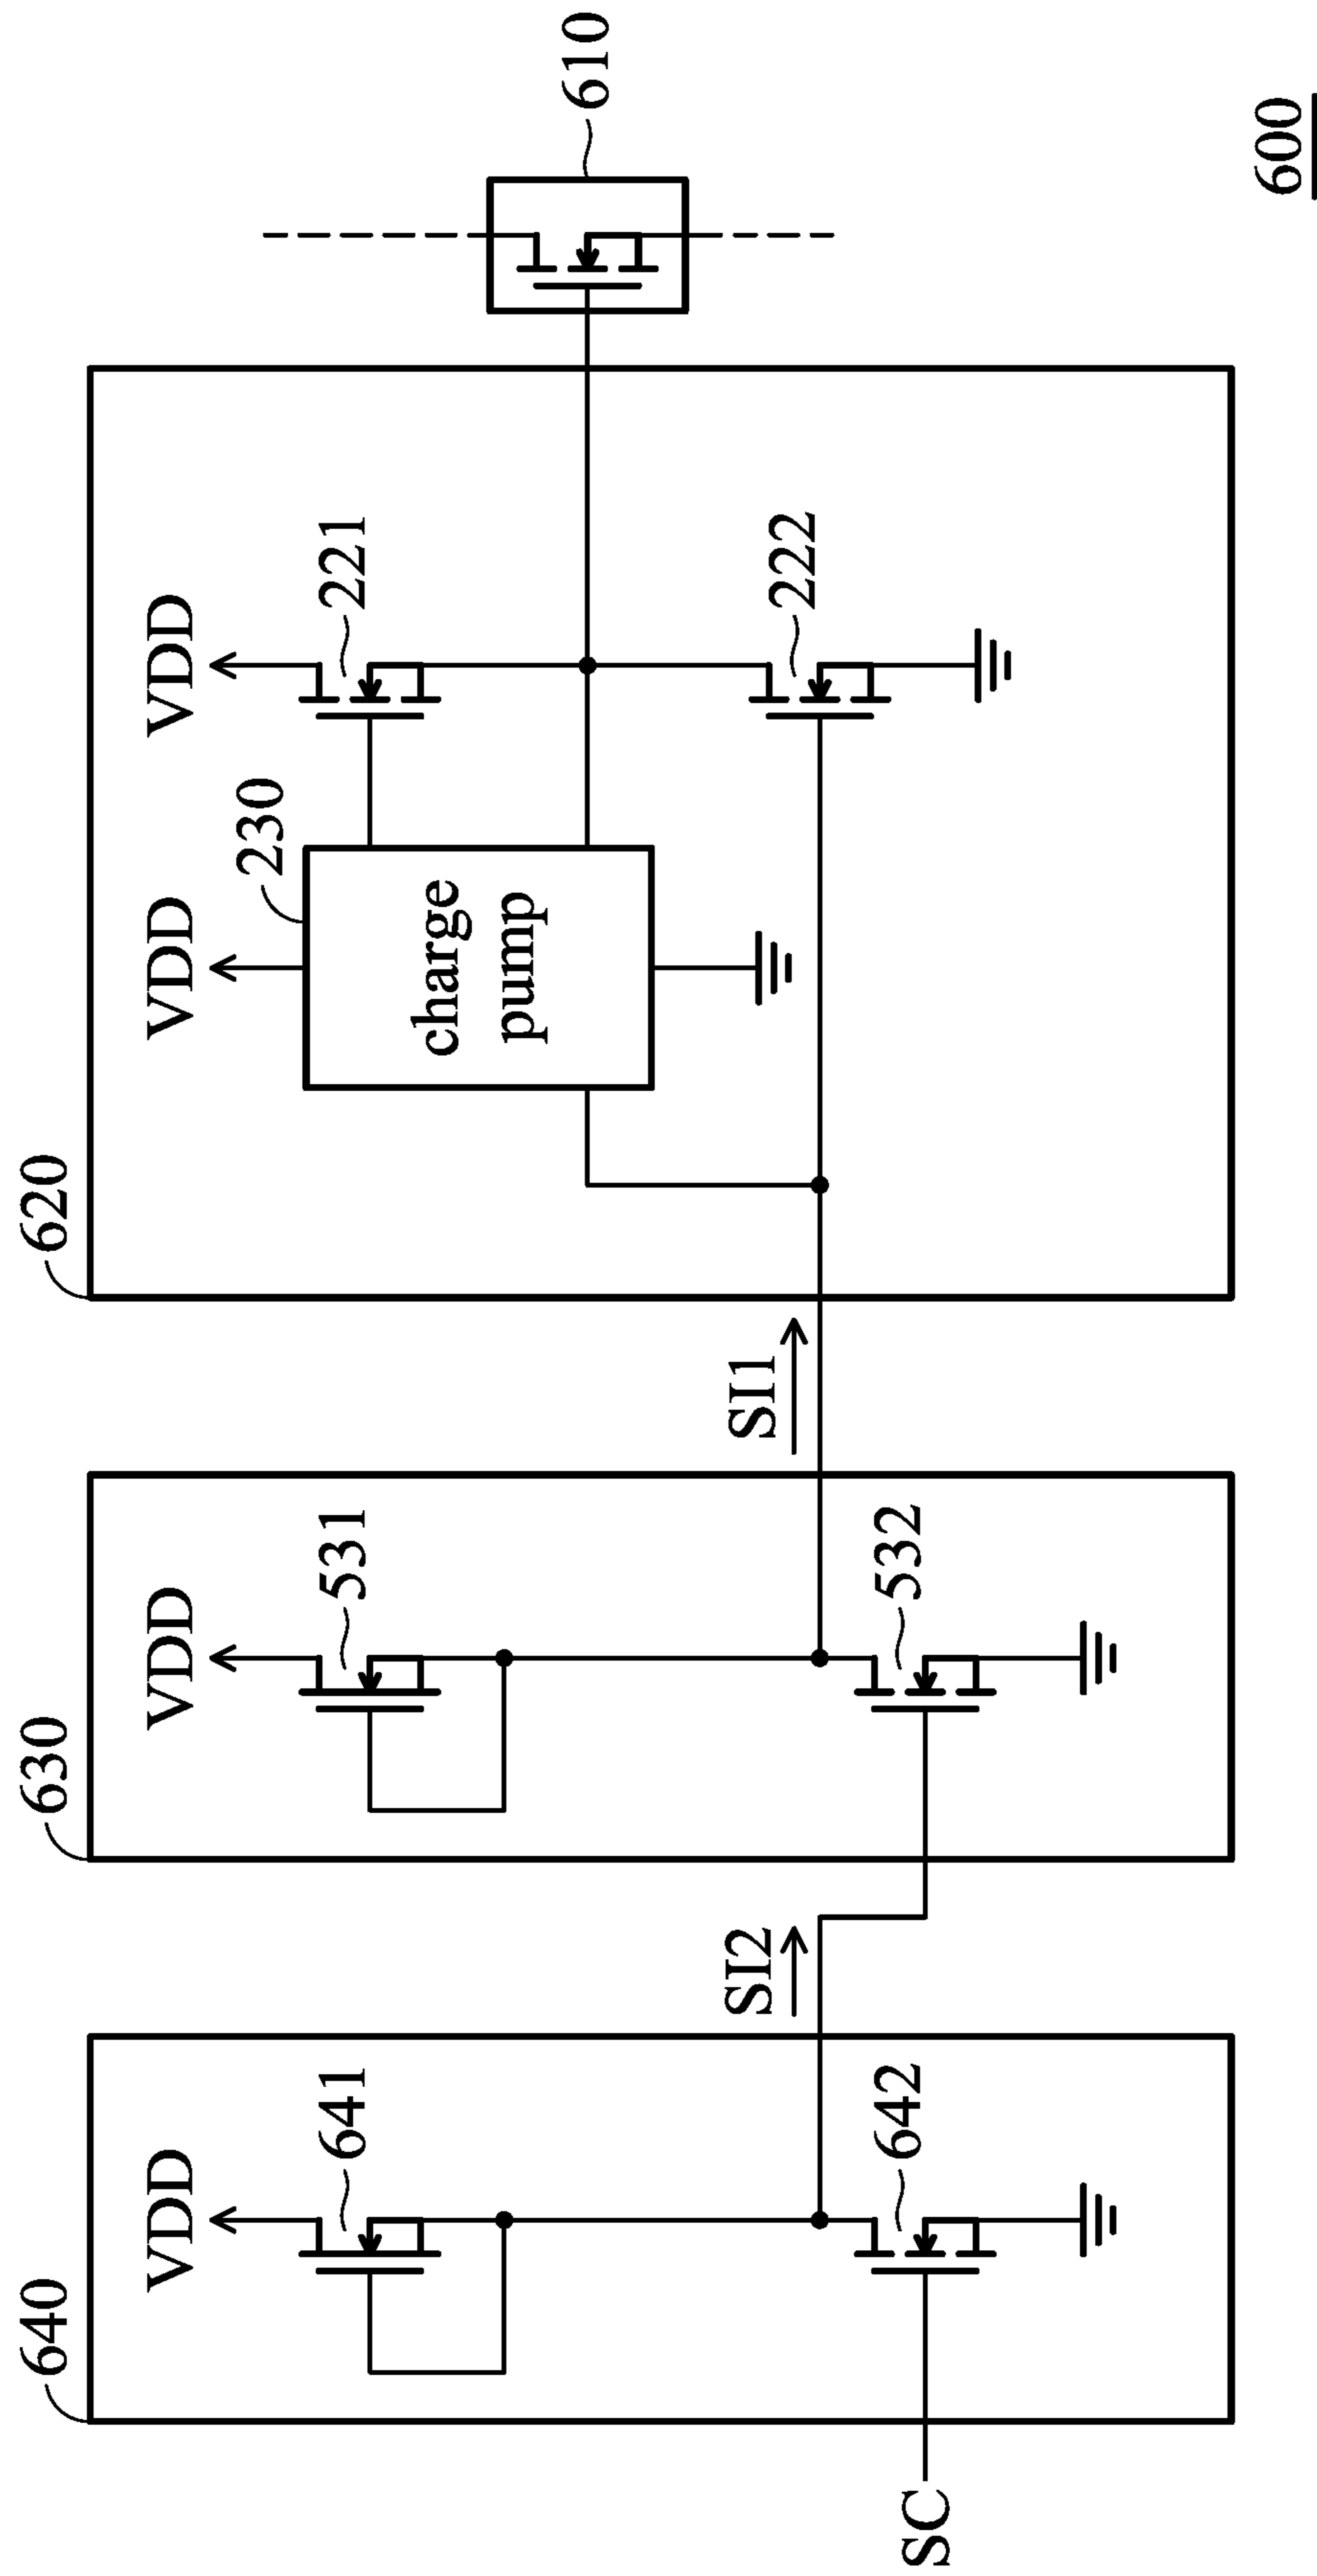 640
630
620
VDD
VDD
VDD
VDD
641
531
230
221
610
charge
pump
SI2
SI1
222
642
532
SC
600